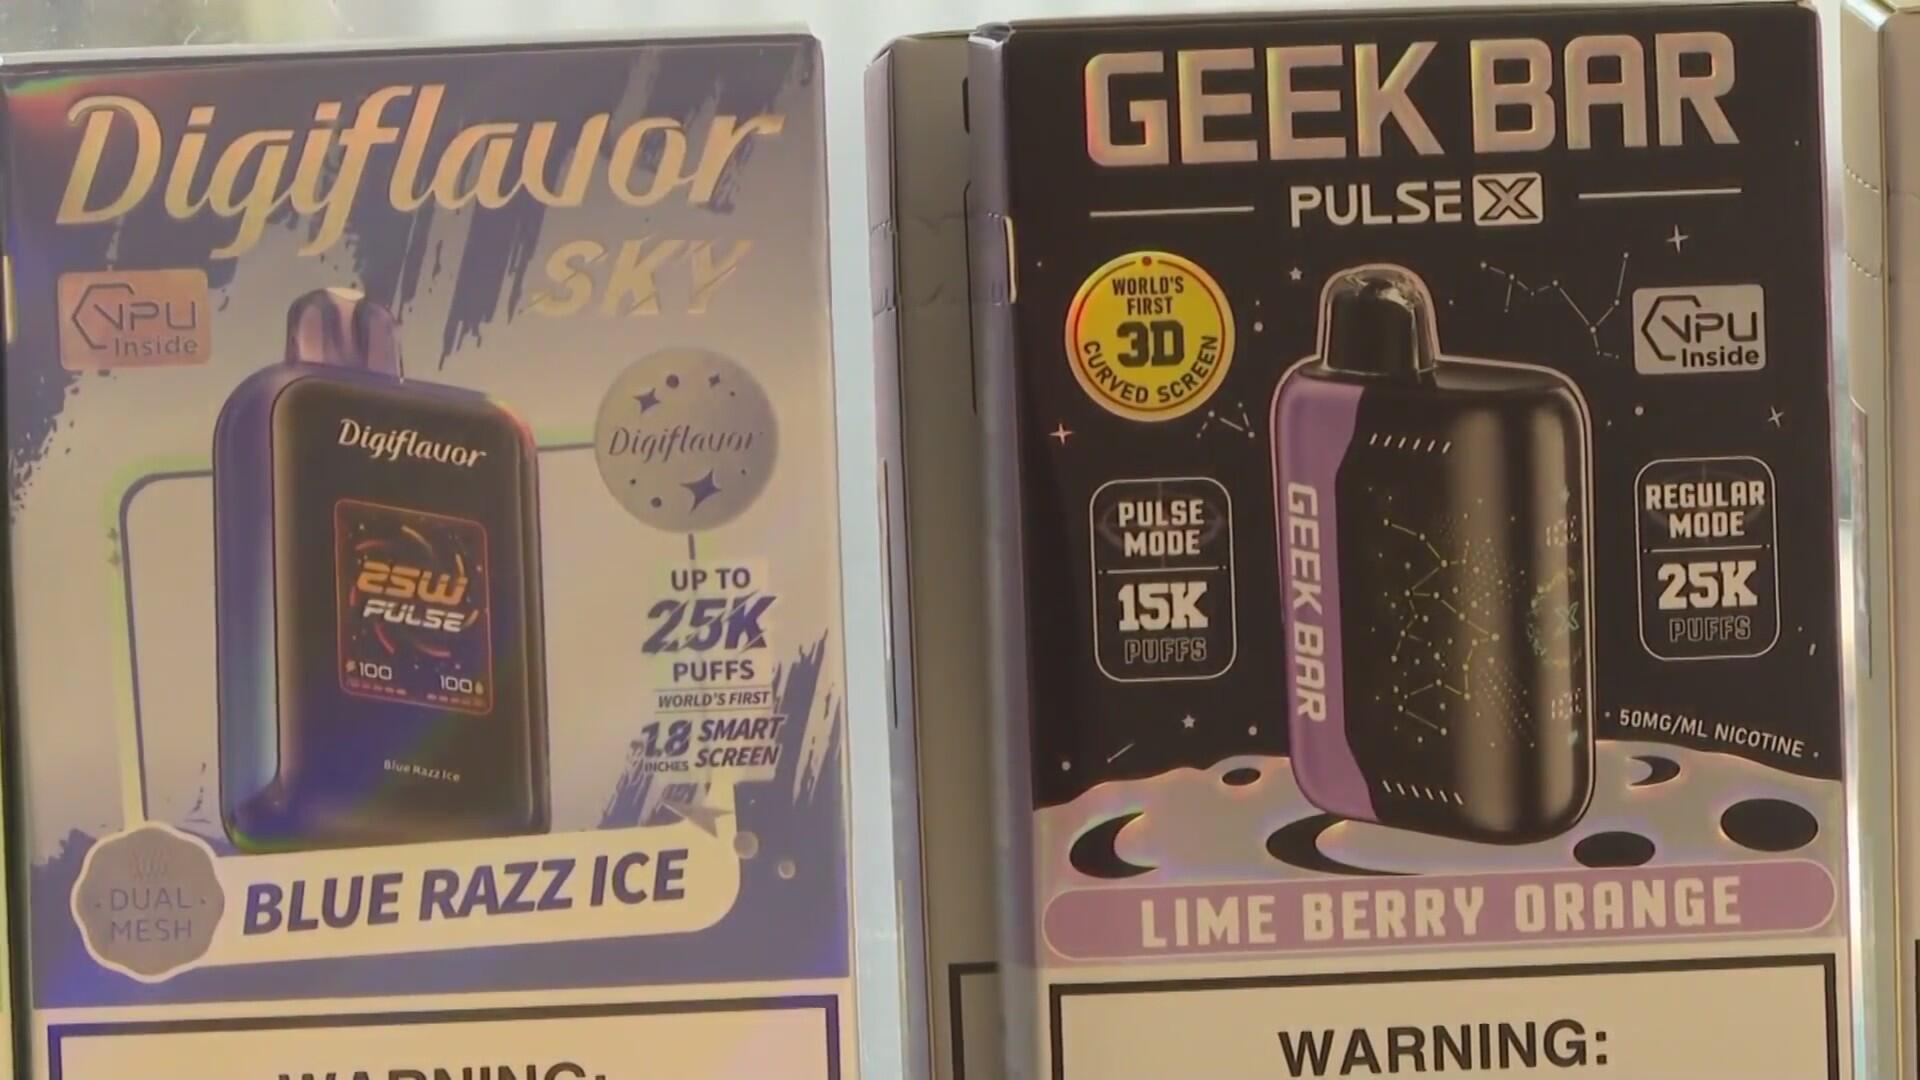 Digiflavor
SKY
VPU
Inside
Digiflavor
25W
PULSE
100
100
Blue Razz Ice
Digiflavor
UP TO
25K
PUFFS
WORLD'S FIRST
1.8 SMART
INCHES SCREEN
DUAL
MESH
BLUE RAZZ ICE
WARNING:
GEEK BAR
PULSE X
WORLD'S
FIRST
3D
CURVED SCREEN
VPU
Inside
PULSE
MODE
15K
PUFFS
GEEK BAR
REGULAR
MODE
25K
PUFFS
50MG/ML NICOTINE
LIME BERRY ORANGE
WARNING: